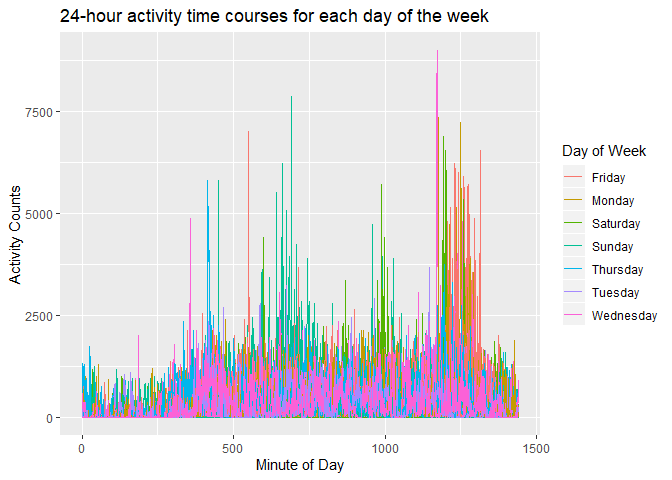 24-hour activity time courses for each day of the week
Activity Counts
7500
5000
2500
0
0
500
1000
1500
Minute of Day
Day of Week
Friday
Monday
Saturday
Sunday
Thursday
Tuesday
Wednesday